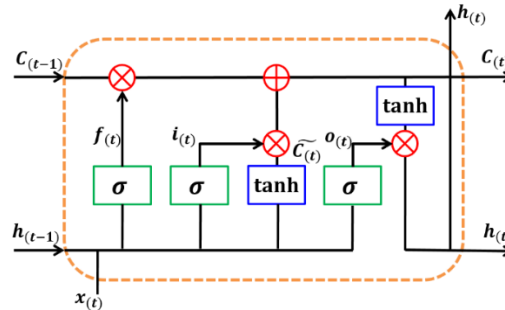 h(t)
C(t-1)
C(t)
tanh
f(t)
i(t)
C̃(t)
o(t)
σ
σ
tanh
σ
h(t-1)
h(t)
x(t)